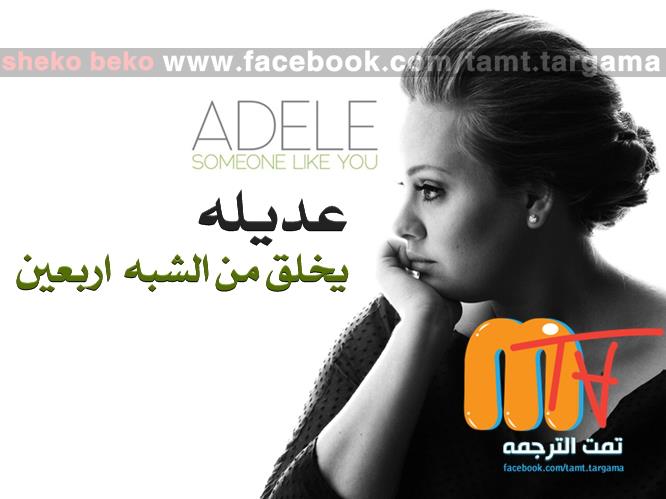 sheko beko www.facebook.com/tamt.targama
ADELE
SOMEONE LIKE YOU
عديله
يخلق من الشبه اربعين
mTA
تمت الترجمه
facebook.com/tamt.targama